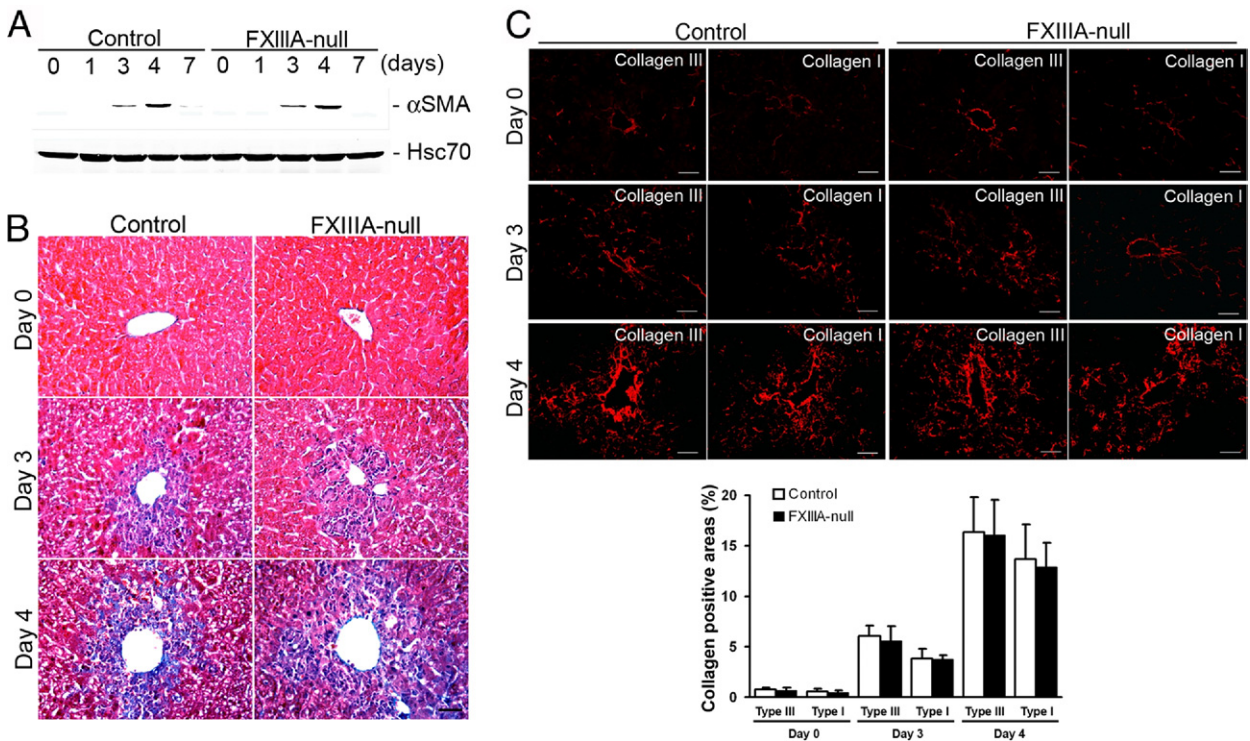 A
Control FXIIIA-null
0 1 3 4 7 0 1 3 4 7 (days)
- αSMA
- Hsc70
B
Control FXIIIA-null
Day 0
Day 3
Day 4
C
Control FXIIIA-null
Day 0
Collagen III Collagen I Collagen III Collagen I
Day 3
Collagen III Collagen I Collagen III Collagen I
Day 4
Collagen III Collagen I Collagen III Collagen I
Collagen positive areas (%)
20
15
10
5
0
Control
FXIIIA-null
Type III Type I Type III Type I Type III Type I
Day 0 Day 3 Day 4